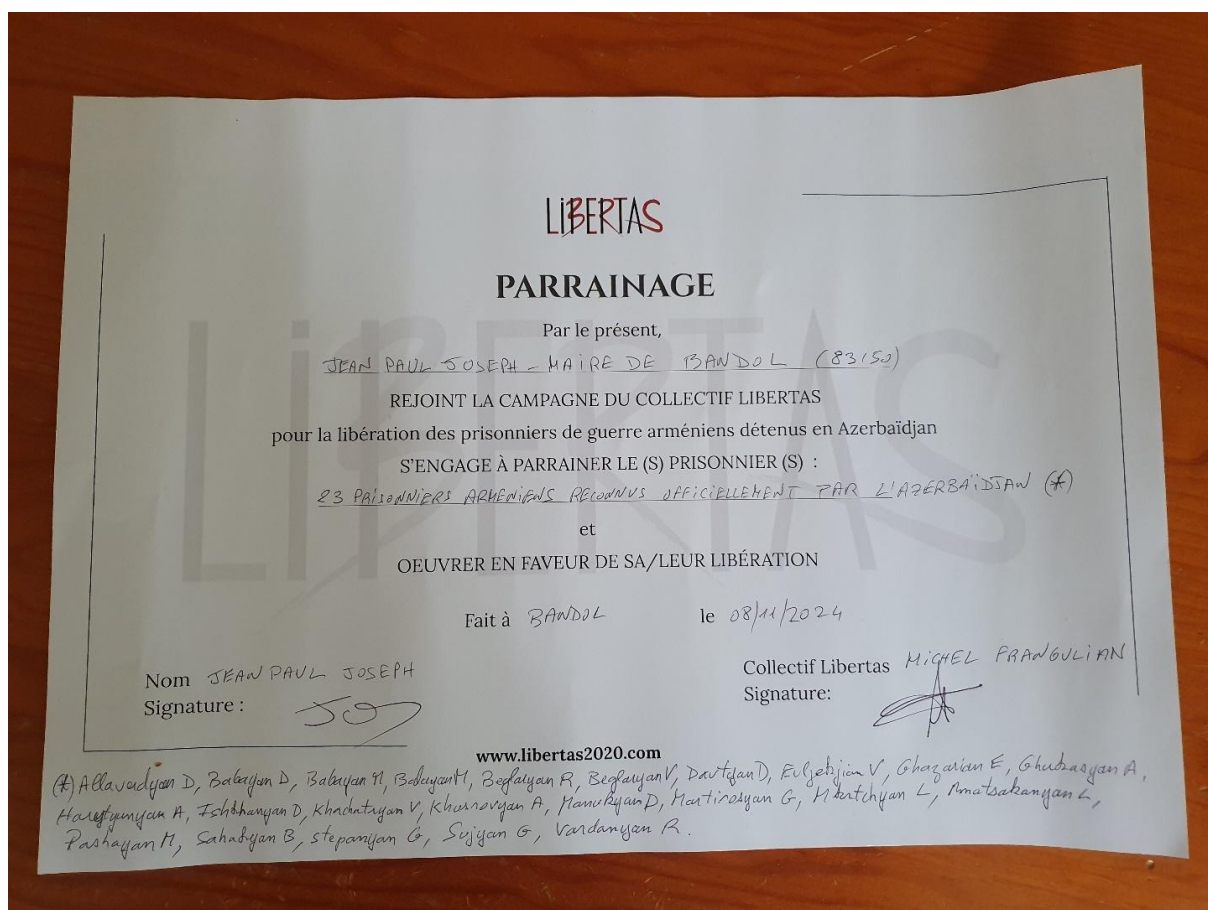 LiBERTAS
PARRAINAGE
Par le présent,
JEAN PAUL JOSEPH - MAIRE DE BANDOL (83150)
REJOINT LA CAMPAGNE DU COLLECTIF LIBERTAS
pour la libération des prisonniers de guerre arméniens détenus en Azerbaïdjan
S'ENGAGE À PARRAINER LE (S) PRISONNIER (S) :
23 PRISONNIERS ARMENIENS RECONNUS OFFICIELLEMENT PAR L'AZERBAÏDJAN (*)
et
OEUVRER EN FAVEUR DE SA/LEUR LIBÉRATION
Fait à BANDOL le 08/11/2024
Nom JEAN PAUL JOSEPH
Signature :
Collectif Libertas MICHEL FRANGULIAN
Signature:
www.libertas2020.com
(*) Allavardyan D, Babayan D, Babayan M, Balayan H, Beglaryan R, Beglaryan V, Davtyan D, Euljekjian V, Ghazarian E, Ghukasyan A,
A, Ishkhanyan D, Khachatryan V, Khosrovyan A, Manukyan D, Martirosyan G, Mkrtchyan L, Mnatsakanyan L,
Pashayan M, Sahakyan B, Stepanyan G, Sujyan G, Vardanyan R.